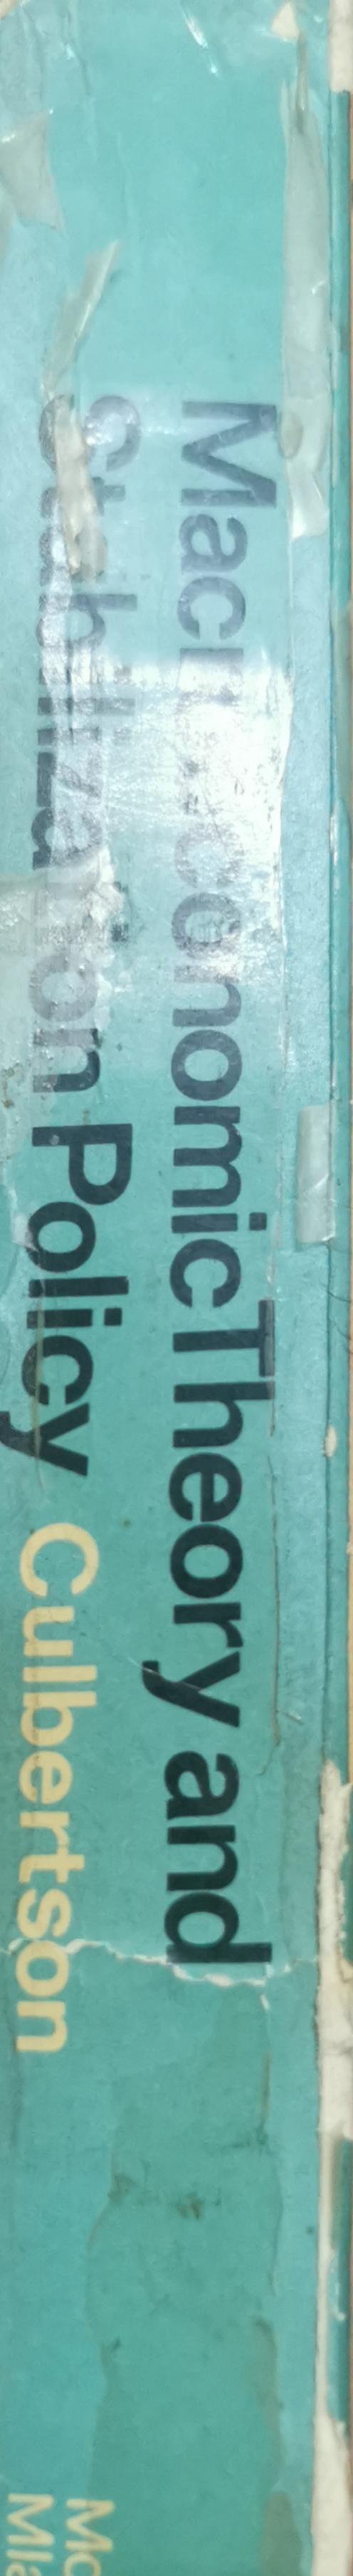 Macroeconomic Theory and
Stabilization Policy Culbertson